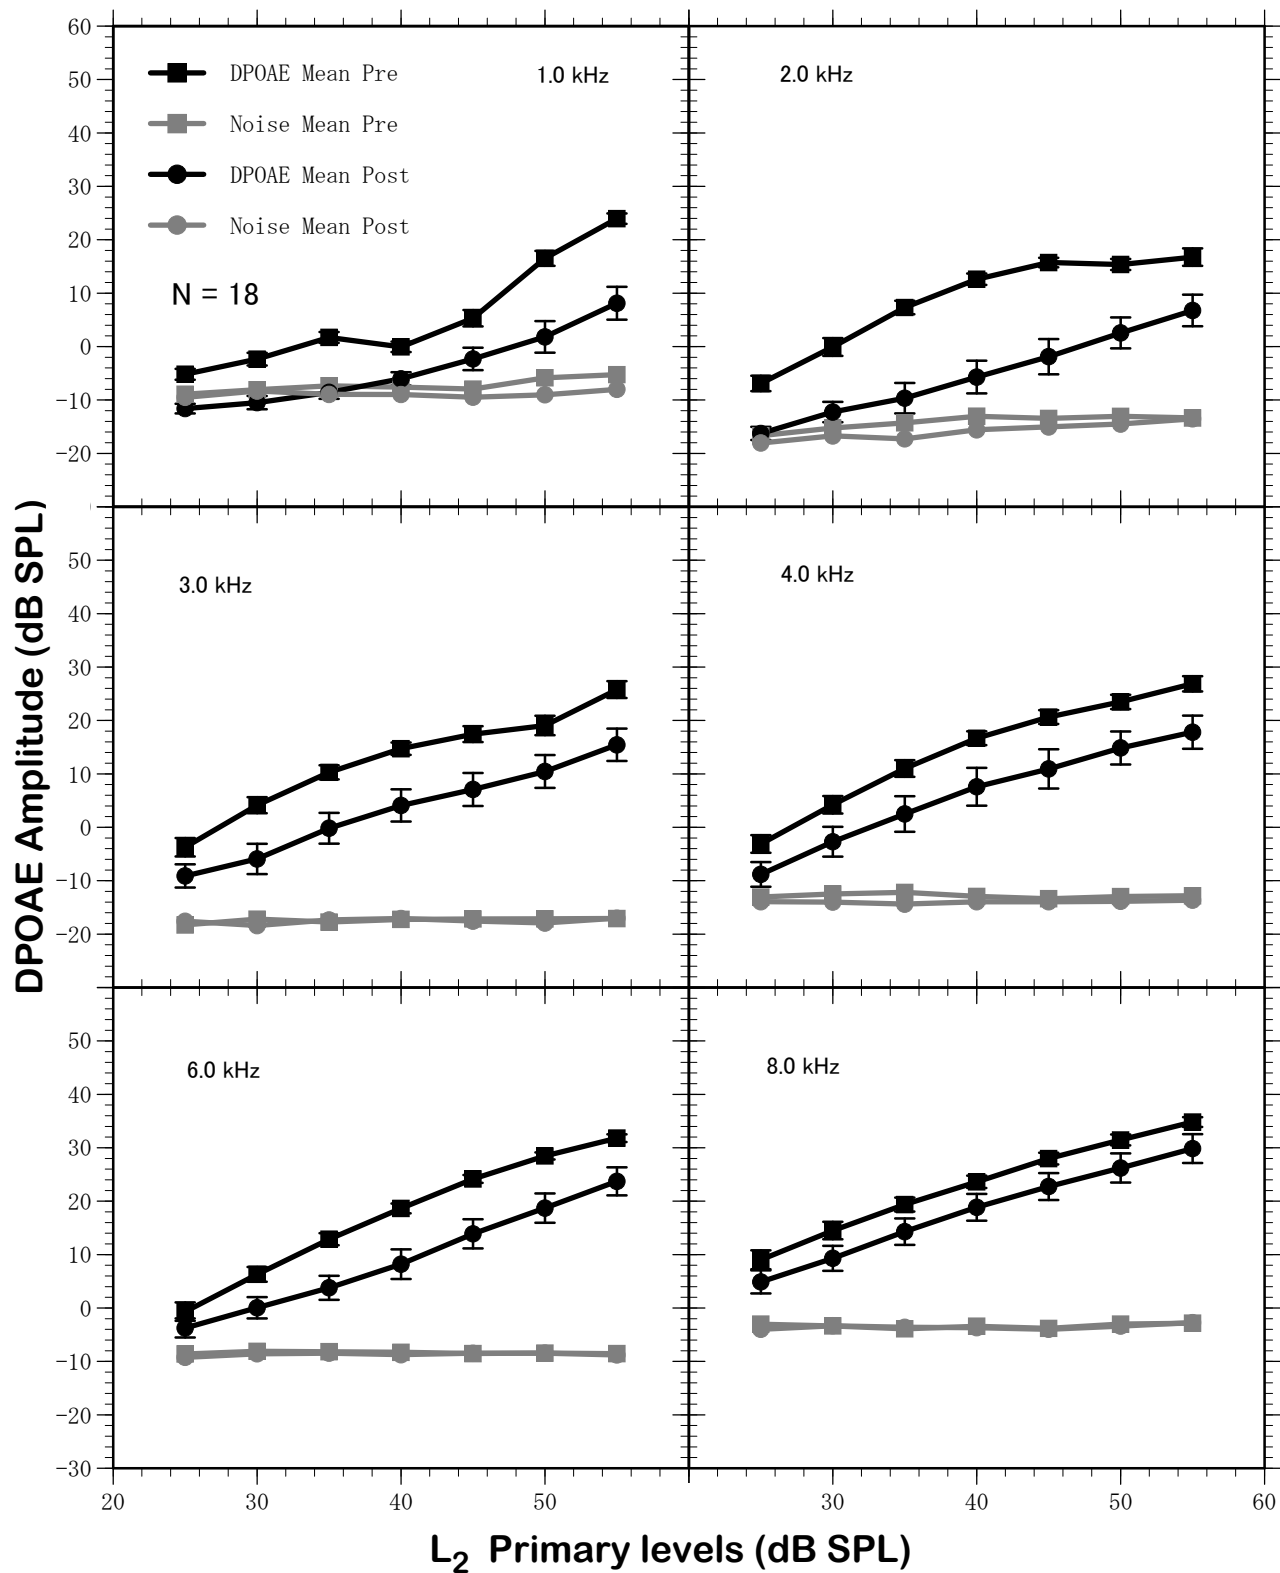 60
50
40
30
20
10
0
-10
-20
DPOAE Mean Pre
Noise Mean Pre
DPOAE Mean Post
Noise Mean Post
N = 18
1.0 kHz
2.0 kHz
50
40
30
20
10
0
-10
-20
3.0 kHz
4.0 kHz
50
40
30
20
10
0
-10
-20
-30
6.0 kHz
8.0 kHz
20 30 40 50 30 40 50 60
DPOAE Amplitude (dB SPL)
L2 Primary levels (dB SPL)